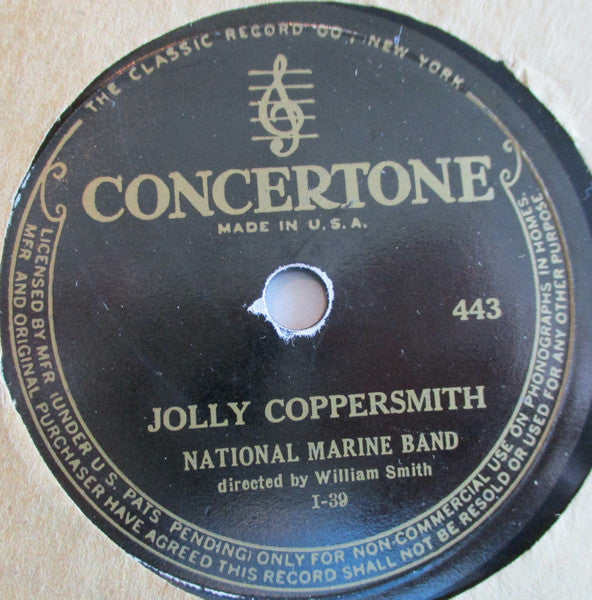 THE CLASSIC RECORD CO., NEW YORK
CONCERTONE
MADE IN U.S.A.
443
JOLLY COPPERSMITH
NATIONAL MARINE BAND
directed by William Smith
I-39
LICENSED BY MFR (UNDER U.S. PATS. PENDING) ONLY FOR NON-COMMERCIAL USE ON PHONOGRAPHS IN HOMES.
MFR AND ORIGINAL PURCHASER HAVE AGREED THIS RECORD SHALL NOT BE RESOLD OR USED FOR ANY OTHER PURPOSE.